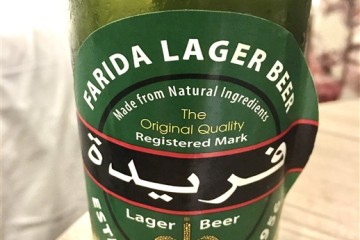 FARIDA LAGER BEER
Made from Natural Ingredients
The
Original Quality
Registered Mark
فريدة
Lager Beer